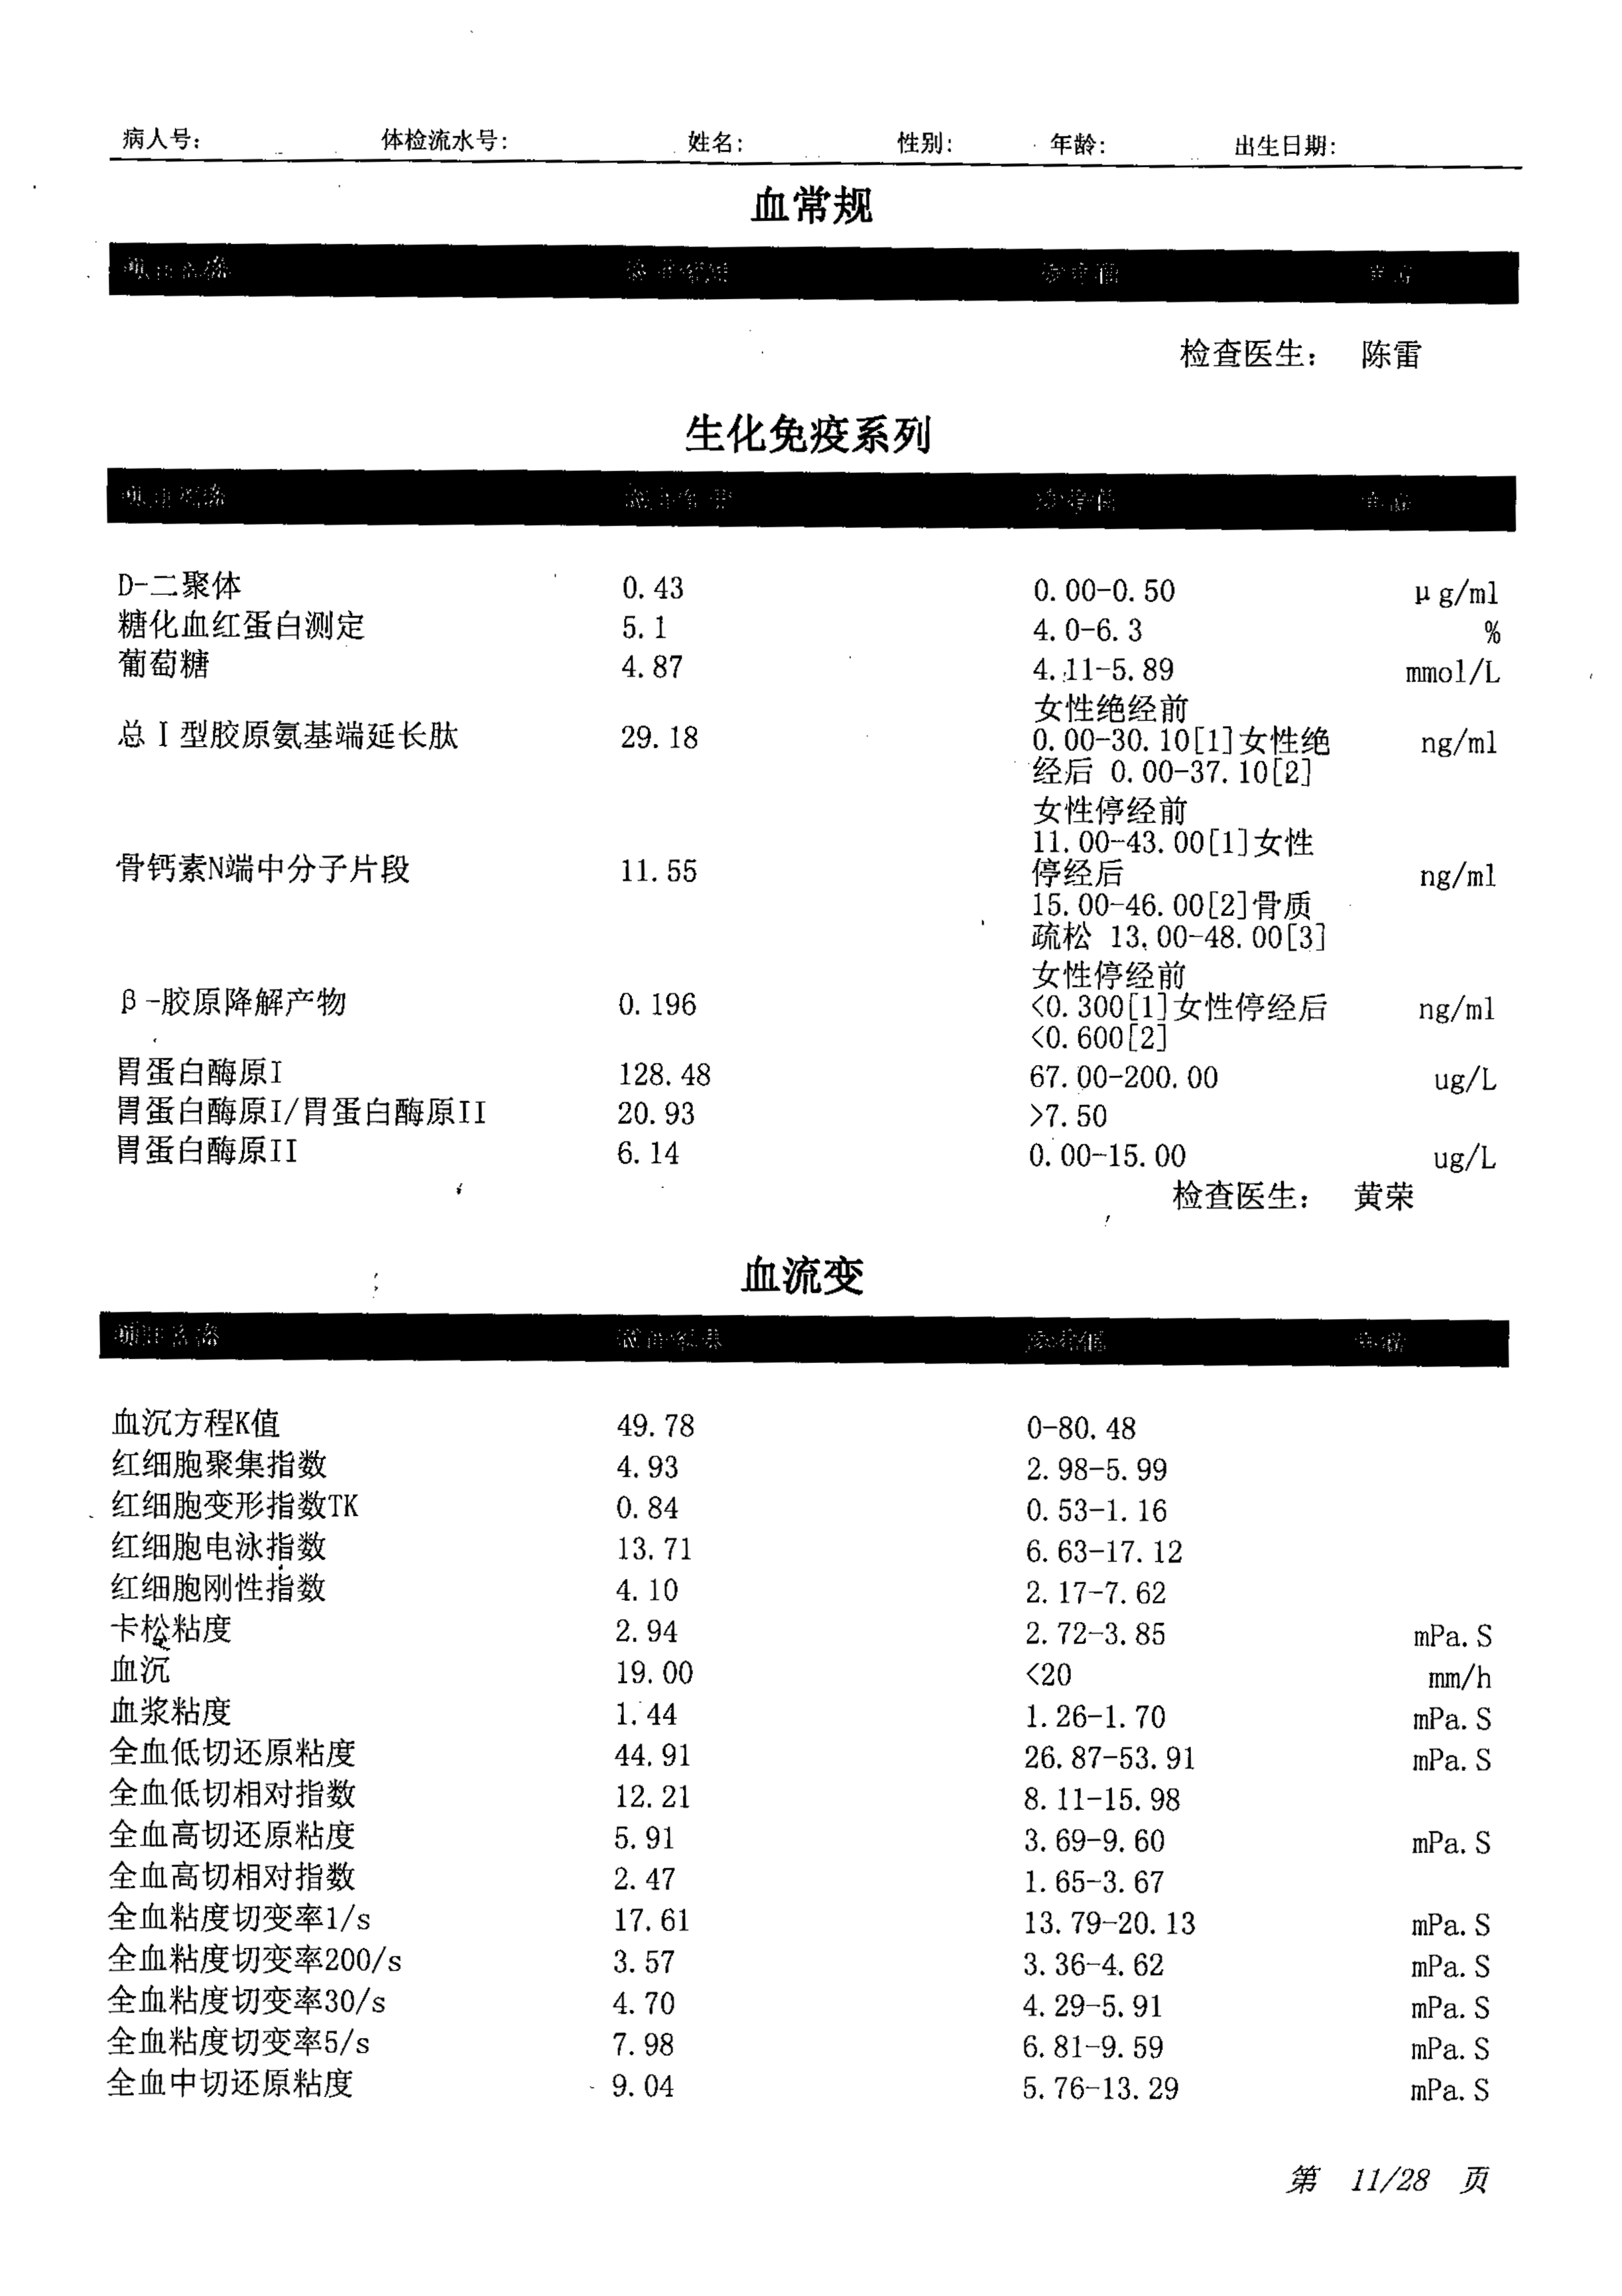 病人号: 体检流水号: 姓名: 性别: 年龄: 出生日期:
血常规
检查医生: 陈雷
生化免疫系列
D-二聚体 0.43 0.00-0.50 μg/ml
糖化血红蛋白测定 5.1 4.0-6.3 %
葡萄糖 4.87 4.11-5.89 mmol/L
女性绝经前
总Ⅰ型胶原氨基端延长肽 29.18 0.00-30.10[1]女性绝 ng/ml
经后 0.00-37.10[2]
女性停经前
11.00-43.00[1]女性
骨钙素N端中分子片段 11.55 停经后 ng/ml
15.00-46.00[2]骨质
疏松 13.00-48.00[3]
女性停经前
β-胶原降解产物 0.196 <0.300[1]女性停经后 ng/ml
<0.600[2]
胃蛋白酶原I 128.48 67.00-200.00 ug/L
胃蛋白酶原I/胃蛋白酶原II 20.93 >7.50
胃蛋白酶原II 6.14 0.00-15.00 ug/L
检查医生: 黄荣
血流变
血沉方程K值 49.78 0-80.48
红细胞聚集指数 4.93 2.98-5.99
红细胞变形指数TK 0.84 0.53-1.16
红细胞电泳指数 13.71 6.63-17.12
红细胞刚性指数 4.10 2.17-7.62
卡松粘度 2.94 2.72-3.85 mPa.S
血沉 19.00 <20 mm/h
血浆粘度 1.44 1.26-1.70 mPa.S
全血低切还原粘度 44.91 26.87-53.91 mPa.S
全血低切相对指数 12.21 8.11-15.98
全血高切还原粘度 5.91 3.69-9.60 mPa.S
全血高切相对指数 2.47 1.65-3.67
全血粘度切变率1/s 17.61 13.79-20.13 mPa.S
全血粘度切变率200/s 3.57 3.36-4.62 mPa.S
全血粘度切变率30/s 4.70 4.29-5.91 mPa.S
全血粘度切变率5/s 7.98 6.81-9.59 mPa.S
全血中切还原粘度 9.04 5.76-13.29 mPa.S
第 11/28 页